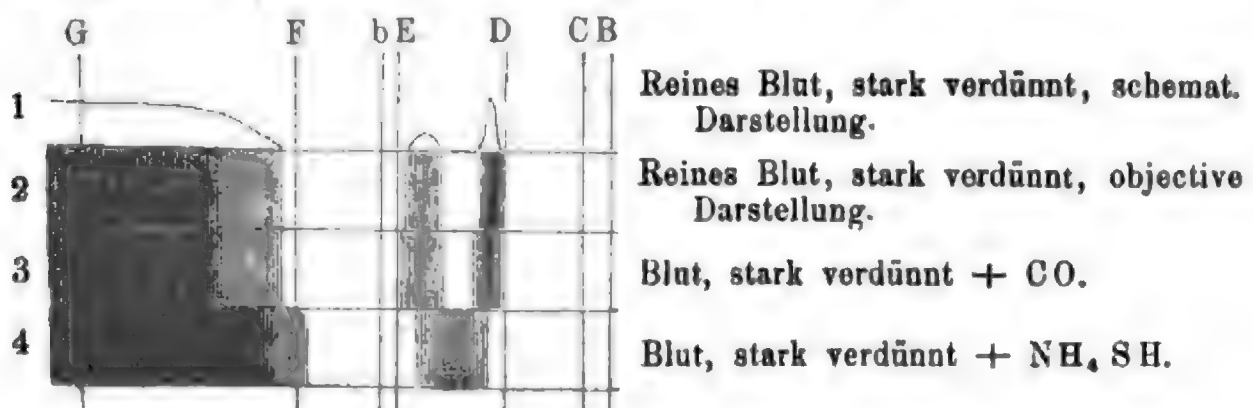 G F b E D C B
1 Reines Blut, stark verdünnt, schemat.
Darstellung.
2 Reines Blut, stark verdünnt, objective
Darstellung.
3 Blut, stark verdünnt + CO.
4 Blut, stark verdünnt + NH₄ SH.